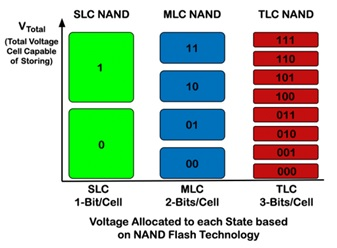 SLC NAND MLC NAND TLC NAND
V Total
(Total Voltage
Cell Capable
of Storing)
1
0
11
10
01
00
111
110
101
100
011
010
001
000
SLC MLC TLC
1-Bit/Cell 2-Bits/Cell 3-Bits/Cell
Voltage Allocated to each State based
on NAND Flash Technology